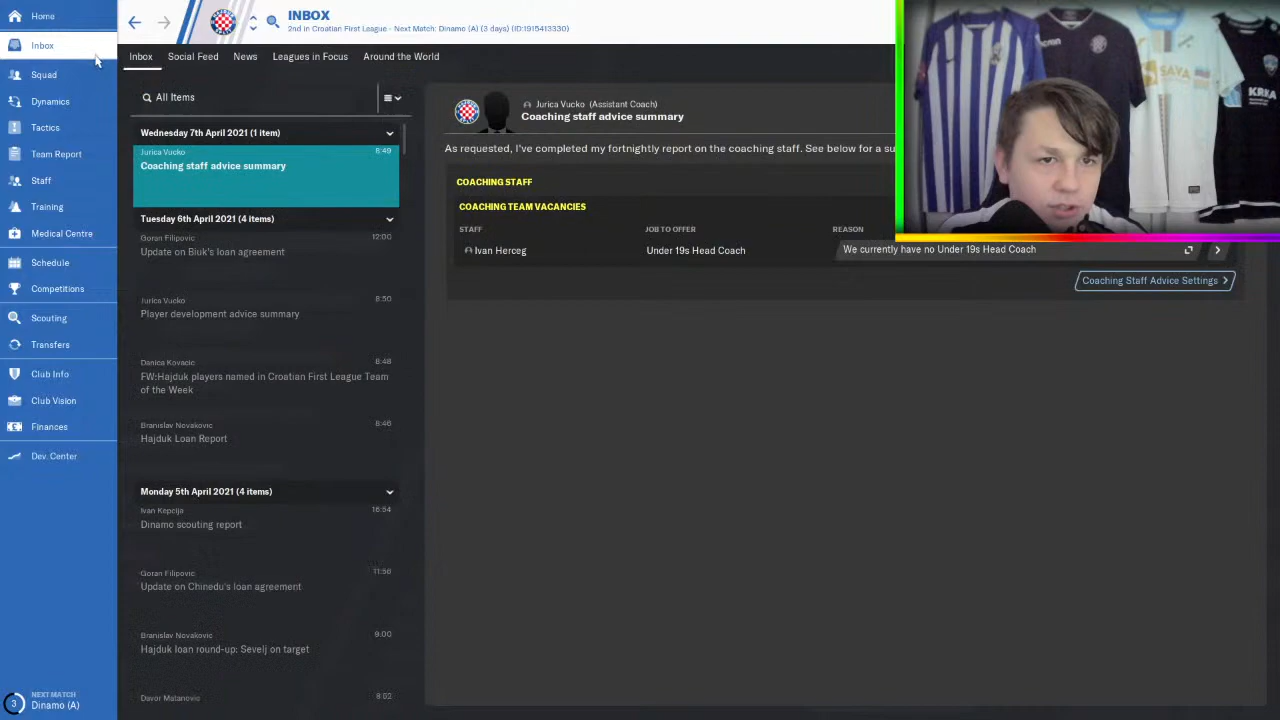 Home
Inbox
Squad
Dynamics
Tactics
Team Report
Staff
Training
Medical Centre
Schedule
Competitions
Scouting
Transfers
Club Info
Club Vision
Finances
Dev. Center
3
NEXT MATCH
Dinamo (A)
INBOX
2nd in Croatian First League - Next Match: Dinamo (A) (3 days) (ID:1915413330)
Inbox Social Feed News Leagues in Focus Around the World
All Items
Wednesday 7th April 2021 (1 item)
Jurica Vucko 8:49
Coaching staff advice summary
Tuesday 6th April 2021 (4 items)
Goran Filipovic 12:00
Update on Biuk's loan agreement
Jurica Vucko 8:50
Player development advice summary
Danica Kovacic 8:48
FW:Hajduk players named in Croatian First League Team
of the Week
Branislav Novakovic 8:46
Hajduk Loan Report
Monday 5th April 2021 (4 items)
Ivan Kepcija 16:54
Dinamo scouting report
Goran Filipovic 11:56
Update on Chinedu's loan agreement
Branislav Novakovic 9:00
Hajduk loan round-up: Sevelj on target
Davor Matanovic 8:52
Jurica Vucko (Assistant Coach)
Coaching staff advice summary
As requested, I've completed my fortnightly report on the coaching staff. See below for a su
COACHING STAFF
COACHING TEAM VACANCIES
STAFF JOB TO OFFER REASON
Ivan Herceg Under 19s Head Coach We currently have no Under 19s Head Coach
Coaching Staff Advice Settings
SAYA
KRKA